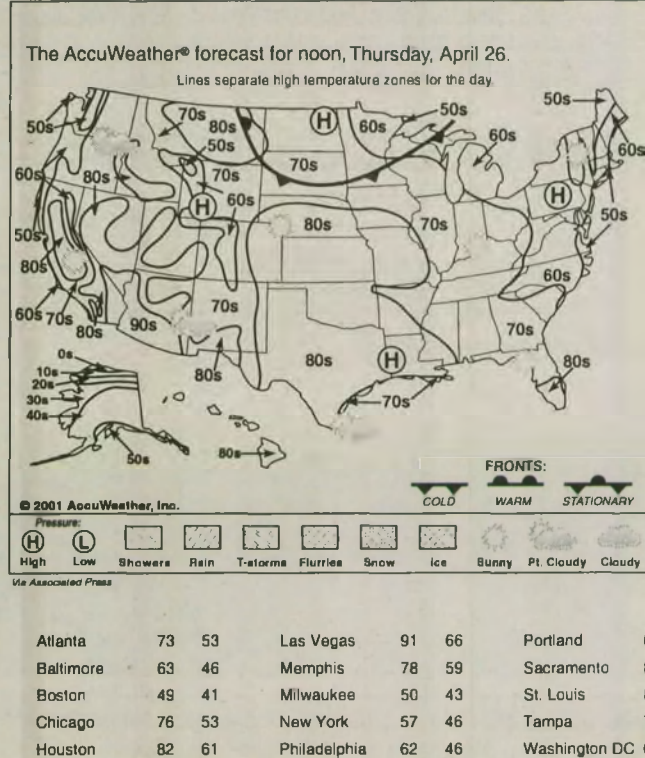 The AccuWeather® forecast for noon, Thursday, April 26.
Lines separate high temperature zones for the day.
50s
70s
80s
50s
60s
50s
50s
60s
60s
60s
80s
70s
70s
60s
80s
70s
50s
50s
80s
60s
60s
70s
80s
90s
70s
80s
80s
70s
70s
80s
0s
10s
20s
30s
40s
50s
80s
H
H
H
H
FRONTS:
COLD WARM STATIONARY
© 2001 AccuWeather, Inc.
Pressure:
H L
High Low Showers Rain T-storms Flurries Snow Ice Sunny Pt. Cloudy Cloudy
Via Associated Press
Atlanta 73 53 Las Vegas 91 66 Portland
Baltimore 63 46 Memphis 78 59 Sacramento
Boston 49 41 Milwaukee 50 43 St. Louis
Chicago 76 53 New York 57 46 Tampa
Houston 82 61 Philadelphia 62 46 Washington DC